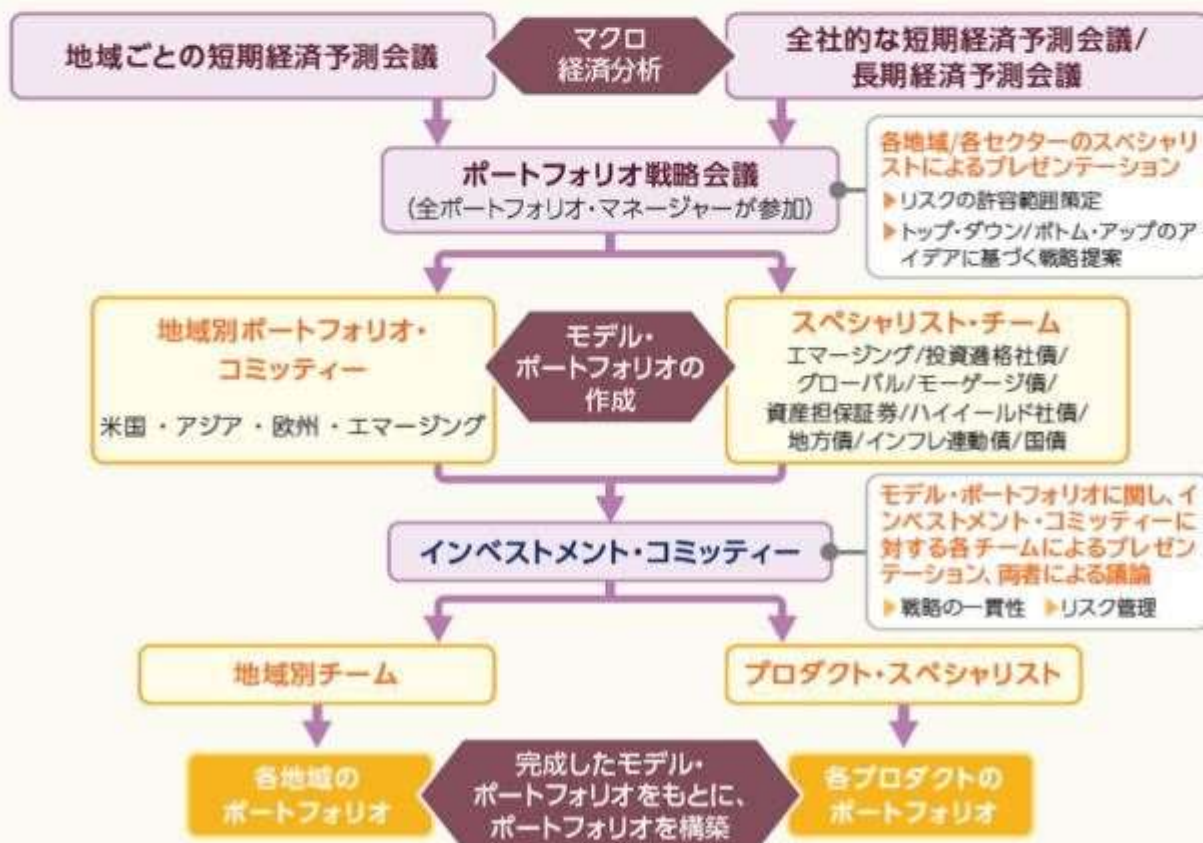 地域ごとの短期経済予測会議
マクロ
経済分析
全社的な短期経済予測会議/
長期経済予測会議
ポートフォリオ戦略会議
(全ポートフォリオ・マネージャーが参加)
各地域/各セクターのスペシャリ
ストによるプレゼンテーション
▶リスクの許容範囲策定
▶トップ・ダウン/ボトム・アップのア
イデアに基づく戦略提案
地域別ポートフォリオ・
コミッティー
米国・アジア・欧州・エマージング
モデル・
ポートフォリオの
作成
スペシャリスト・チーム
エマージング/投資適格社債/
グローバル/モーゲージ債/
資産担保証券/ハイイールド社債/
地方債/インフレ連動債/国債
インベストメント・コミッティー
モデル・ポートフォリオに関し、イ
ンベストメント・コミッティーに
対する各チームによるプレゼン
テーション、両者による議論
▶戦略の一貫性 ▶リスク管理
地域別チーム
プロダクト・スペシャリスト
各地域の
ポートフォリオ
完成したモデル・
ポートフォリオをもとに、
ポートフォリオを構築
各プロダクトの
ポートフォリオ